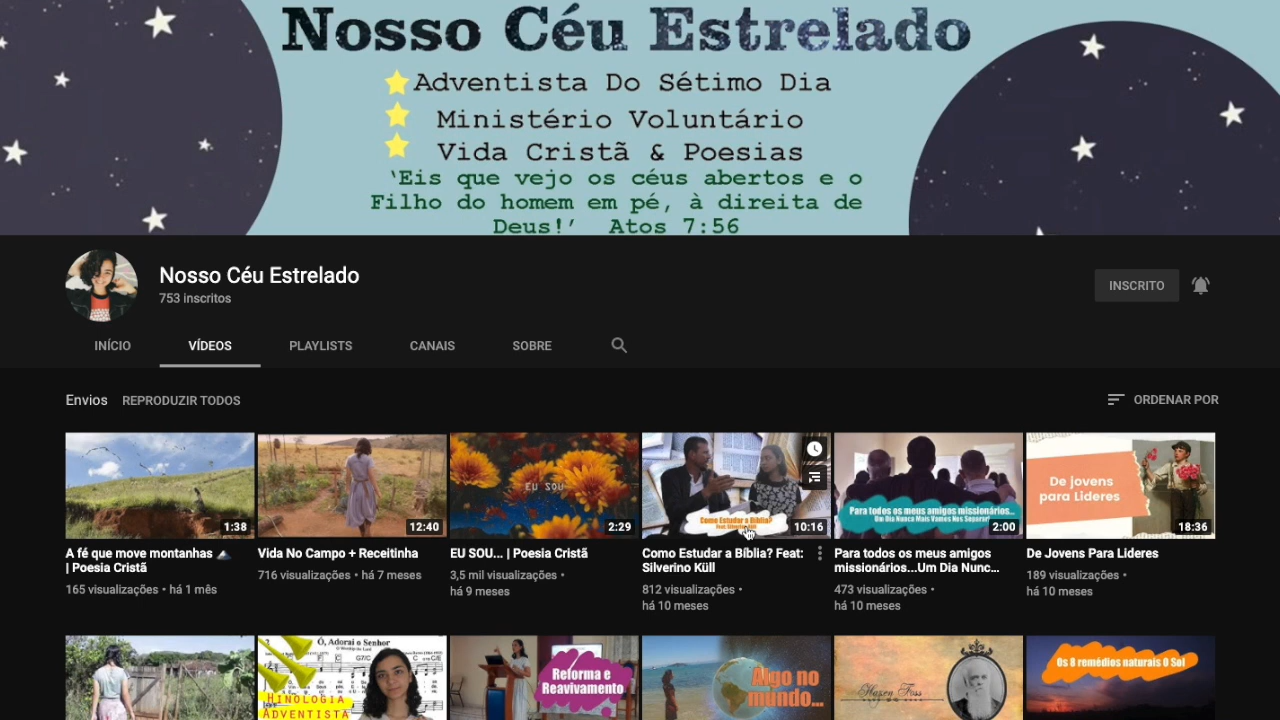 Nosso Céu Estrelado
Adventista Do Sétimo Dia
Ministério Voluntário
Vida Cristã & Poesias
‘Eis que vejo os céus abertos e o
Filho do homem em pé, à direita de
Deus!’ Atos 7:56
Nosso Céu Estrelado
753 inscritos
INSCRITO
INÍCIO VÍDEOS PLAYLISTS CANAIS SOBRE
Envios REPRODUZIR TODOS
ORDENAR POR
1:38
A fé que move montanhas
| Poesia Cristã
165 visualizações • há 1 mês
12:40
Vida No Campo + Receitinha
716 visualizações • há 7 meses
EU SOU
2:29
EU SOU... | Poesia Cristã
3,5 mil visualizações •
há 9 meses
Como Estudar a Bíblia?
10:16
Como Estudar a Bíblia? Feat:
Silverino Küll
812 visualizações •
há 10 meses
Para todos os meus amigos missionários...
Um Dia Nunca Mais Vamos Nos Separar
2:00
Para todos os meus amigos
missionários...Um Dia Nunc...
473 visualizações •
há 10 meses
De jovens
para Lideres
18:36
De Jovens Para Lideres
189 visualizações •
há 10 meses
Ó, Adorai o Senhor
HINOLOGIA
ADVENTISTA
Reforma e
Reavivamento
Algo no
mundo...
Os 8 remédios naturais O Sol